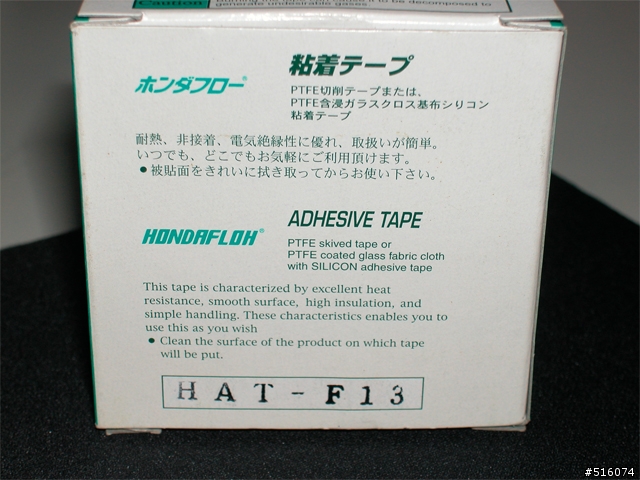 Caution
to be decomposed to
generate undesirable gases
ホンダフロー®
粘着テープ
PTFE切削テープまたは、
PTFE含浸ガラスクロス基布シリコン
粘着テープ
耐熱、非接着、電気絶縁性に優れ、取扱いが簡単。
いつでも、どこでもお気軽にご利用頂けます。
●被貼面をきれいに拭き取ってからお使い下さい。
HONDAFLOH®
ADHESIVE TAPE
PTFE skived tape or
PTFE coated glass fabric cloth
with SILICON adhesive tape
This tape is characterized by excellent heat
resistance, smooth surface, high insulation, and
simple handling. These characteristics enables you to
use this as you wish
● Clean the surface of the product on which tape
will be put.
HAT-F13
#516074